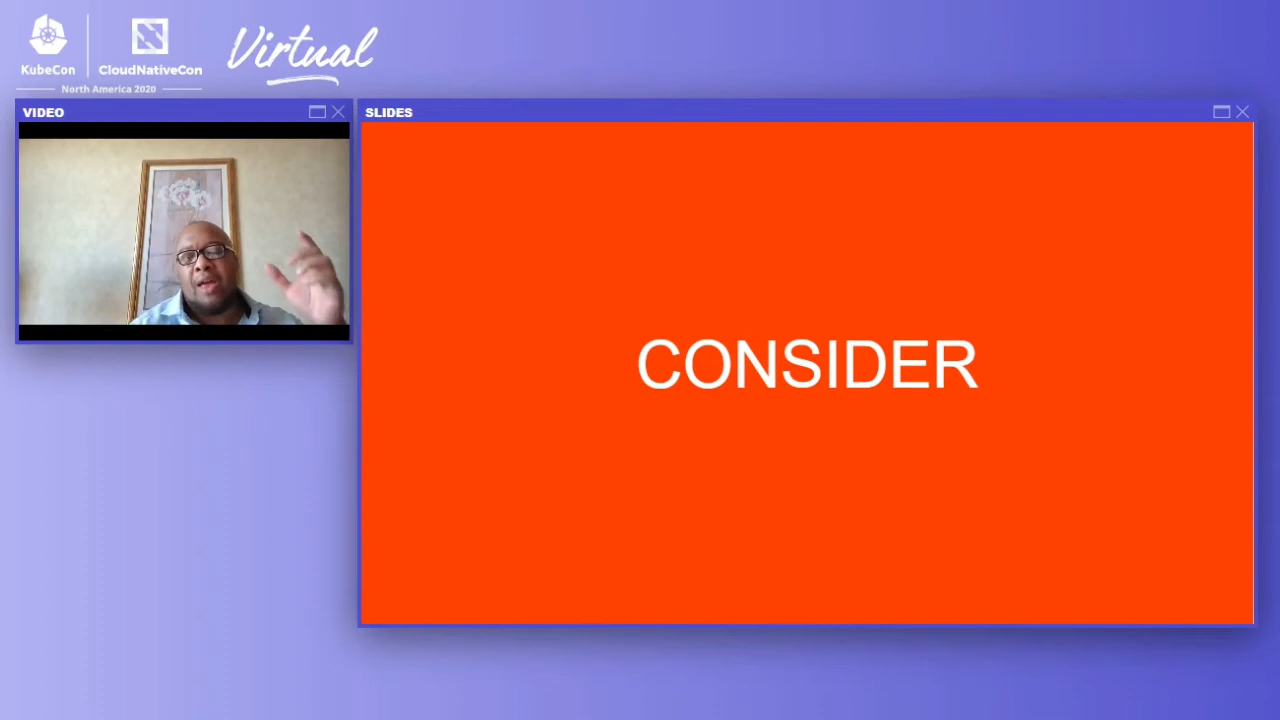 KubeCon
CloudNativeCon
North America 2020
Virtual
VIDEO
SLIDES
CONSIDER